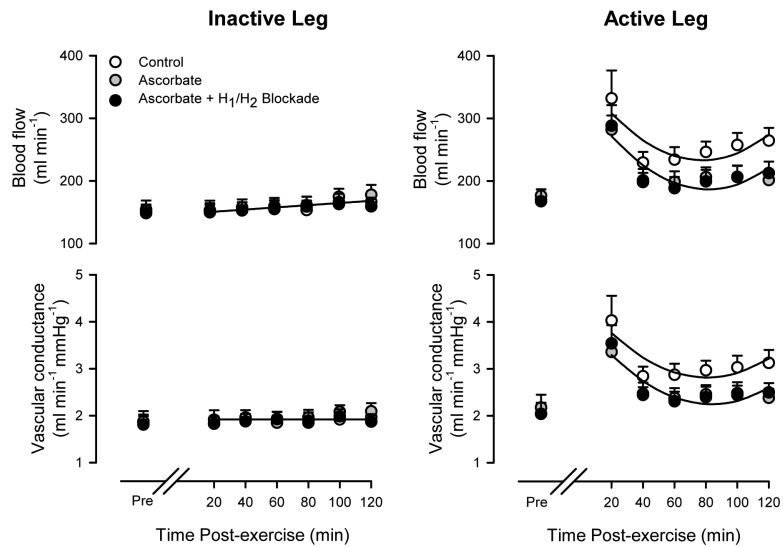 Inactive Leg
Active Leg
Blood flow
(ml min⁻¹)
400
300
200
100
Control
Ascorbate
Ascorbate + H₁/H₂ Blockade
Blood flow
(ml min⁻¹)
400
300
200
100
Vascular conductance
(ml min⁻¹ mmHg⁻¹)
5
4
3
2
1
Vascular conductance
(ml min⁻¹ mmHg⁻¹)
5
4
3
2
1
Pre 20 40 60 80 100 120
Time Post-exercise (min)
Pre 20 40 60 80 100 120
Time Post-exercise (min)